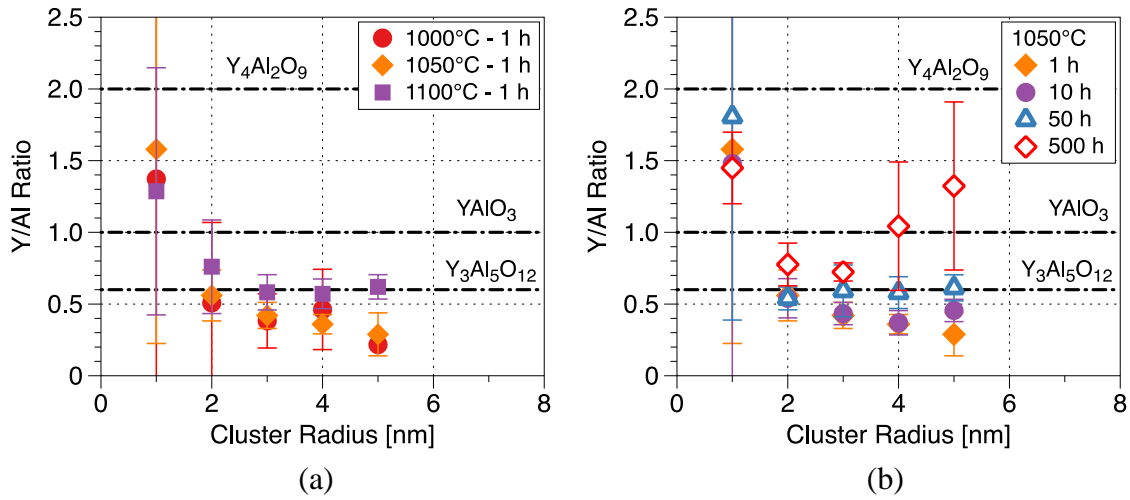 2.5
2.0
1.5
1.0
0.5
0
Y/Al Ratio
Y4Al2O9
YAlO3
Y3Al5O12
1000°C - 1 h
1050°C - 1 h
1100°C - 1 h
0 2 4 6 8
Cluster Radius [nm]
(a)
2.5
2.0
1.5
1.0
0.5
0
Y/Al Ratio
Y4Al2O9
YAlO3
Y3Al5O12
1050°C
1 h
10 h
50 h
500 h
0 2 4 6 8
Cluster Radius [nm]
(b)